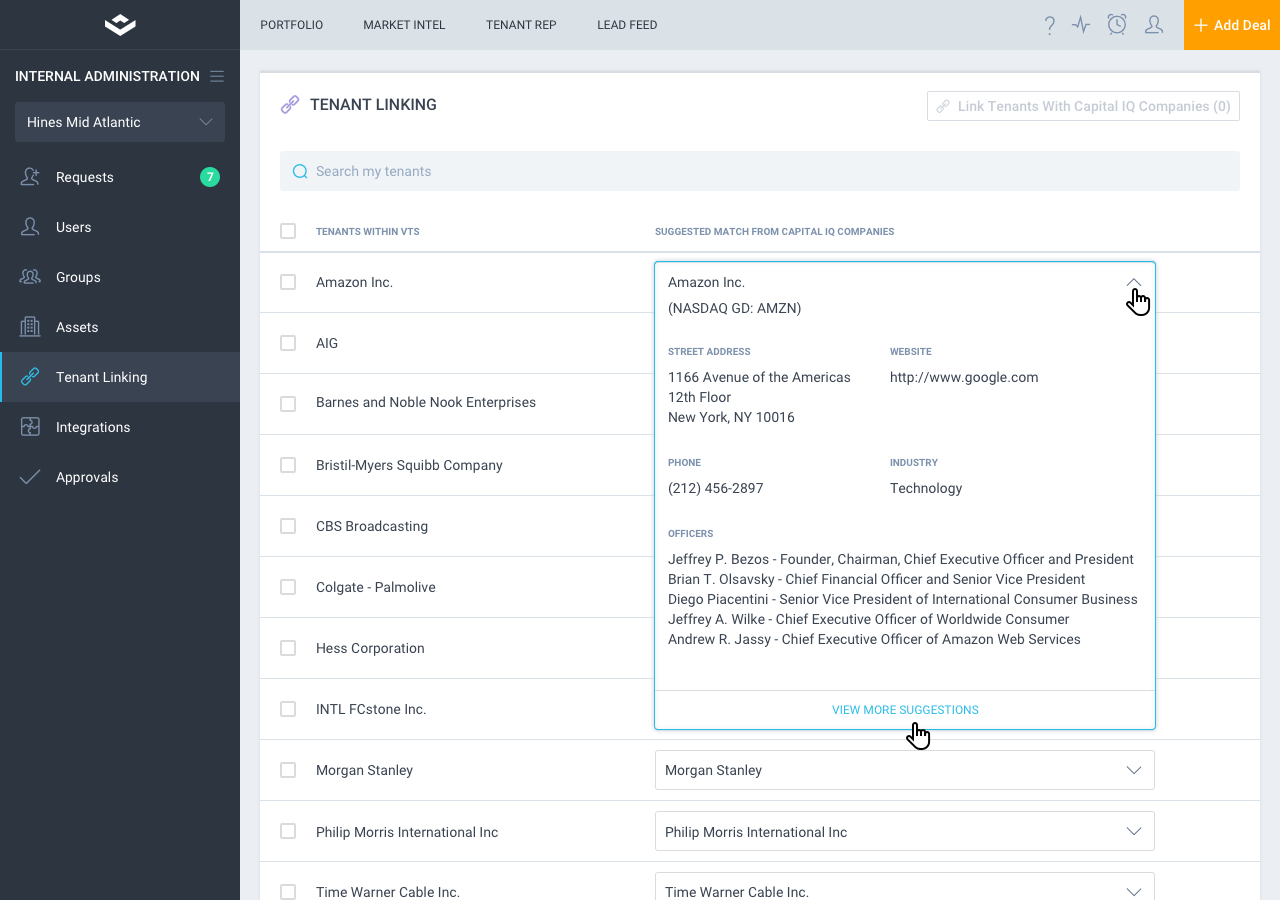 PORTFOLIO
MARKET INTEL
TENANT REP
LEAD FEED
?
+ Add Deal
INTERNAL ADMINISTRATION
Hines Mid Atlantic
Requests
7
Users
Groups
Assets
Tenant Linking
Integrations
Approvals
TENANT LINKING
Link Tenants With Capital IQ Companies (0)
Search my tenants
TENANTS WITHIN VTS
SUGGESTED MATCH FROM CAPITAL IQ COMPANIES
Amazon Inc.
AIG
Barnes and Noble Nook Enterprises
Bristil-Myers Squibb Company
CBS Broadcasting
Colgate - Palmolive
Hess Corporation
INTL FCstone Inc.
Amazon Inc.
(NASDAQ GD: AMZN)
STREET ADDRESS
1166 Avenue of the Americas
12th Floor
New York, NY 10016
WEBSITE
http://www.google.com
PHONE
(212) 456-2897
INDUSTRY
Technology
OFFICERS
Jeffrey P. Bezos - Founder, Chairman, Chief Executive Officer and President
Brian T. Olsavsky - Chief Financial Officer and Senior Vice President
Diego Piacentini - Senior Vice President of International Consumer Business
Jeffrey A. Wilke - Chief Executive Officer of Worldwide Consumer
Andrew R. Jassy - Chief Executive Officer of Amazon Web Services
VIEW MORE SUGGESTIONS
Morgan Stanley
Morgan Stanley
Philip Morris International Inc
Philip Morris International Inc
Time Warner Cable Inc.
Time Warner Cable Inc.